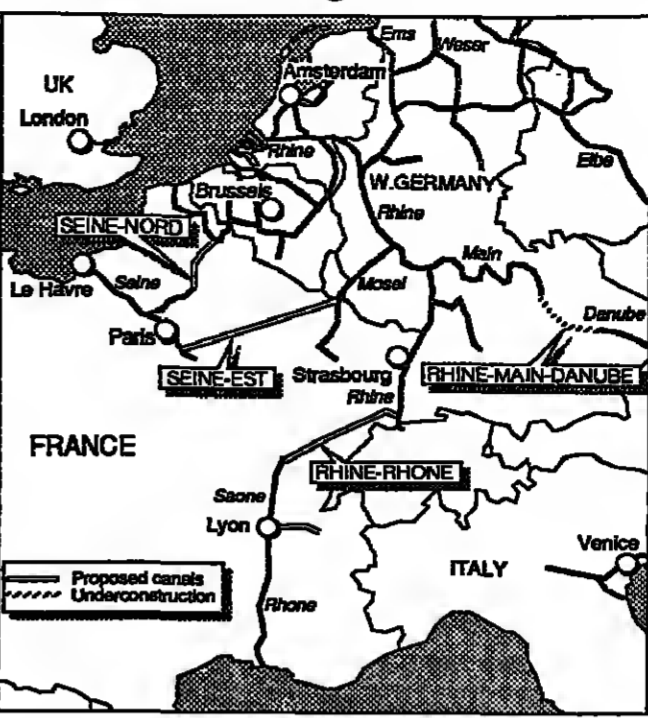 Ems
Weser
UK
Amsterdam
London
Rhine
Elbe
Brussels
W.GERMANY
SEINE-NORD
Rhine
Main
Le Havre
Seine
Mosel
Danube
Paris
SEINE-EST
Strasbourg
RHINE-MAIN-DANUBE
Rhine
FRANCE
RHINE-RHONE
Saone
Lyon
Venice
ITALY
Proposed canals
Underconstruction
Rhone